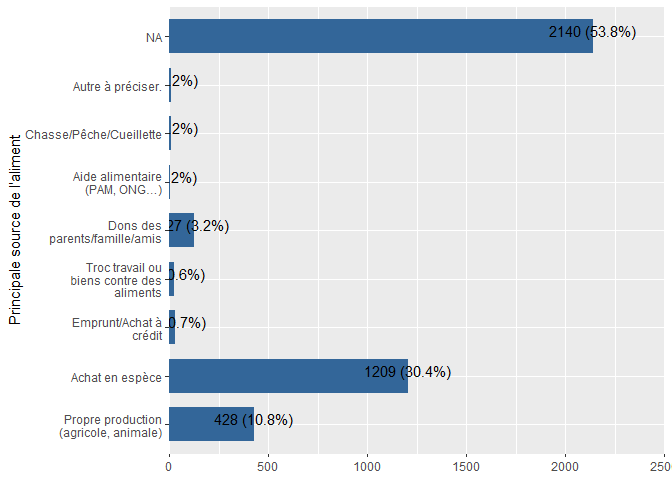 Principale source de l'aliment
NA
2140 (53.8%)
Autre à préciser.
2%)
Chasse/Pêche/Cueillette
2%)
Aide alimentaire
(PAM, ONG…)
2%)
Dons des
parents/famille/amis
27 (3.2%)
Troc travail ou
biens contre des
aliments
0.6%)
Emprunt/Achat à
crédit
0.7%)
Achat en espèce
1209 (30.4%)
Propre production
(agricole, animale)
428 (10.8%)
0 500 1000 1500 2000 250